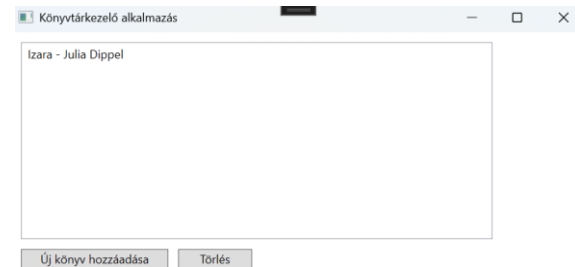 Könyvtárkezelő alkalmazás
Izara - Julia Dippel
Új könyv hozzáadása
Törlés